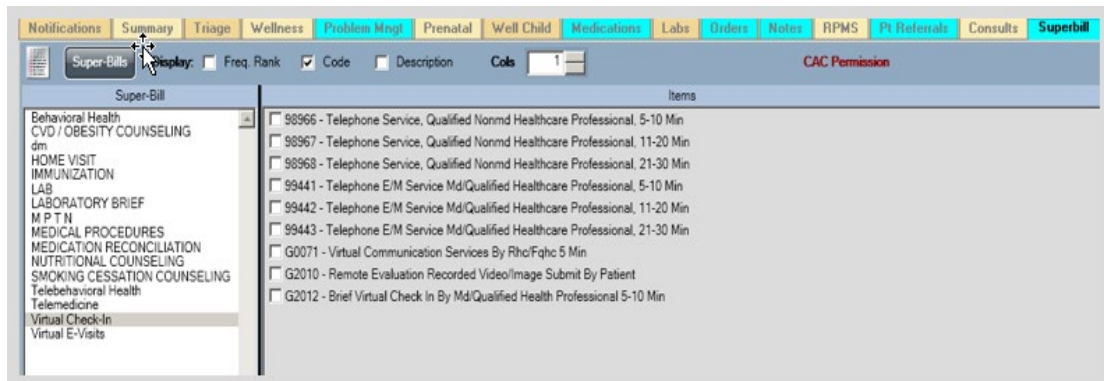 Notifications Summary Triage Wellness Problem Mngt Prenatal Well Child Medications Labs Orders Notes RPMS Pt Referrals Consults Superbill
Super-Bills Display: Freq. Rank Code Description Cols 1 CAC Permission
Super-Bill Items
Behavioral Health
CVD / OBESITY COUNSELING
dm
HOME VISIT
IMMUNIZATION
LAB
LABORATORY BRIEF
M P T N
MEDICAL PROCEDURES
MEDICATION RECONCILIATION
NUTRITIONAL COUNSELING
SMOKING CESSATION COUNSELING
Telebehavioral Health
Telemedicine
Virtual Check-In
Virtual E-Visits
98966 - Telephone Service, Qualified Nonmd Healthcare Professional, 5-10 Min
98967 - Telephone Service, Qualified Nonmd Healthcare Professional, 11-20 Min
98968 - Telephone Service, Qualified Nonmd Healthcare Professional, 21-30 Min
99441 - Telephone E/M Service Md/Qualified Healthcare Professional, 5-10 Min
99442 - Telephone E/M Service Md/Qualified Healthcare Professional, 11-20 Min
99443 - Telephone E/M Service Md/Qualified Healthcare Professional, 21-30 Min
G0071 - Virtual Communication Services By Rhc/Fqhc 5 Min
G2010 - Remote Evaluation Recorded Video/Image Submit By Patient
G2012 - Brief Virtual Check In By Md/Qualified Health Professional 5-10 Min